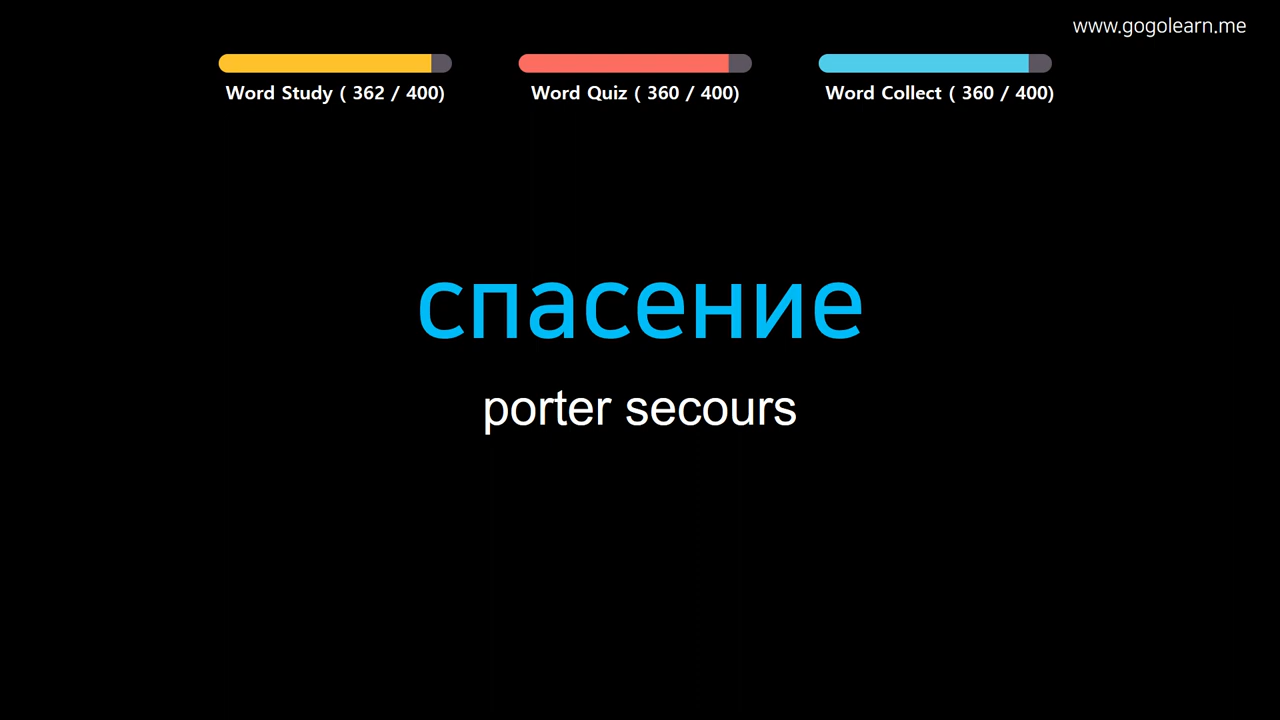 www.gogolearn.me
Word Study ( 362 / 400)
Word Quiz ( 360 / 400)
Word Collect ( 360 / 400)
спасение
porter secours